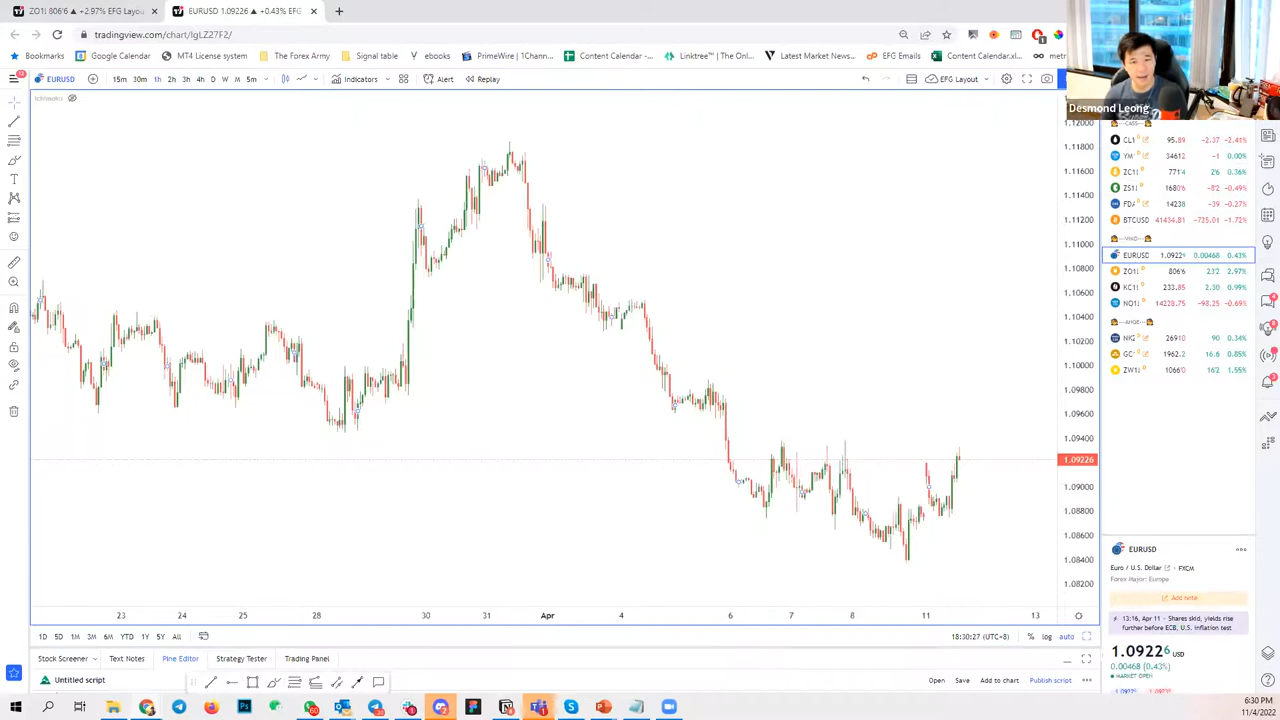 ZO1! 806'6 ▲ +2.97% EFG Layou
EURUSD 1.09226 ▲ +0.43% EFG
tradingview.com/chart/IgLZ27F2/
Bookmarks
Google Calendar
MT4 Account database
The Forex Army
signal table
PrimeWire | 1Chann...
Content Calendar -...
Linktree™ | The Onl...
Latest Market News...
EFG Emails
Content Calendar.xl...
metr
EURUSD 15m 30m 1h 2h 3h 4h D W M 5m
Indicators
Alert
Replay
EFG Layout
Desmond Leong
Ichimoku
1.12000
1.11800
1.11600
1.11400
1.11200
1.11000
1.10800
1.10600
1.10400
1.10200
1.10000
1.09800
1.09600
1.09400
1.09226
1.09000
1.08800
1.08600
1.08400
1.08200
23 24 25 28 30 31 Apr 4 6 7 8 11 13
CL1 95.89 −2.37 −2.41%
YM 34612 −1 0.00%
ZC1! 771'4 2'6 0.36%
ZS1! 1680'6 −8'2 −0.49%
FDA 14238 −39 −0.27%
BTCUSD 41434.81 −725.01 −1.72%
EURUSD 1.0922⁶ 0.00468 0.43%
ZO1! 806'6 23'2 2.97%
KC1! 233.85 2.30 0.99%
NQ1! 14228.75 −98.25 −0.69%
NK2 26910 90 0.34%
GC 1962.2 16.6 0.85%
ZW1! 1066'0 16'2 1.55%
EURUSD
Euro / U.S. Dollar FXCM
Forex Major: Europe
Add note
13:16, Apr 11 - Shares skid, yields rise
further before ECB, U.S. inflation test
1.09226 USD
0.00468 (0.43%)
MARKET OPEN
1D 5D 1M 3M 6M YTD 1Y 5Y All
18:30:27 (UTC+8)
% log auto
Stock Screener
Text Notes
Pine Editor
Strategy Tester
Trading Panel
Untitled script
Open
Save
Add to chart
Publish script
6:30 PM
11/4/2022